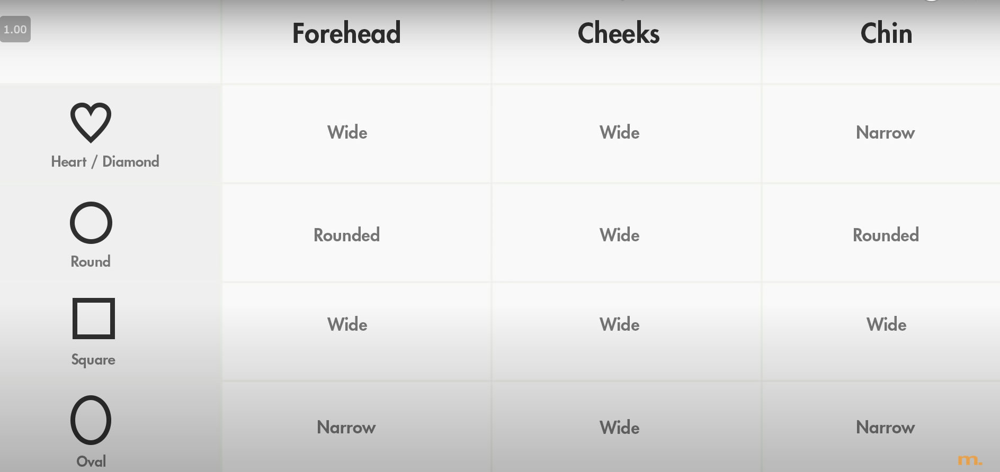 1.00
Forehead Cheeks Chin
Heart / Diamond Wide Wide Narrow
Round Rounded Wide Rounded
Square Wide Wide Wide
Oval Narrow Wide Narrow
m.